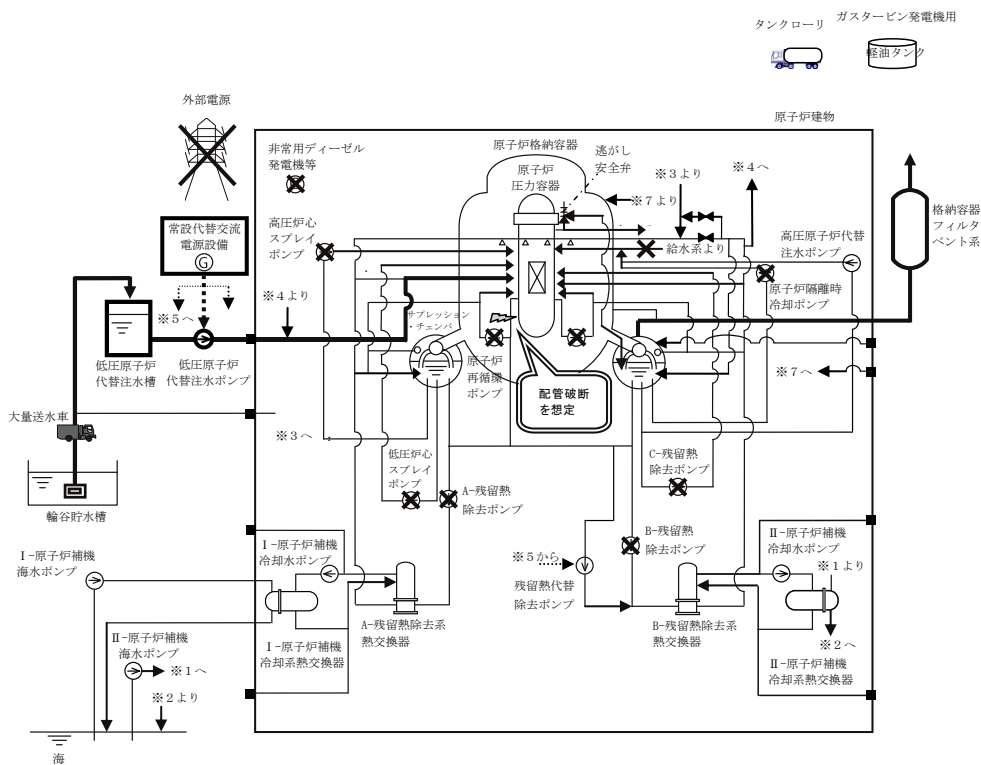 タンクローリ
ガスタービン発電機用
軽油タンク
外部電源
原子炉建物
非常用ディーゼル
発電機等
原子炉格納容器
原子炉
圧力容器
逃がし
安全弁
※3より
※4へ
※7より
常設代替交流
電源設備
G
高圧炉心
スプレイ
ポンプ
給水系より
高圧原子炉代替
注水ポンプ
格納容器
フィルタ
ベント系
原子炉隔離時
冷却ポンプ
※4より
※5へ
サプレッション
・チェンバ
低圧原子炉
代替注水槽
低圧原子炉
代替注水ポンプ
原子炉
再循環
ポンプ
配管破断
を想定
※7へ
大量送水車
※3へ
低圧炉心
スプレイ
ポンプ
C-残留熱
除去ポンプ
A-残留熱
除去ポンプ
輪谷貯水槽
B-残留熱
除去ポンプ
Ⅰ-原子炉補機
海水ポンプ
Ⅰ-原子炉補機
冷却水ポンプ
※5から
残留熱代替
除去ポンプ
Ⅱ-原子炉補機
冷却水ポンプ
※1より
A-残留熱除去系
熱交換器
B-残留熱除去系
熱交換器
※2へ
Ⅱ-原子炉補機
海水ポンプ
※1へ
※2より
Ⅰ-原子炉補機
冷却系熱交換器
Ⅱ-原子炉補機
冷却系熱交換器
海